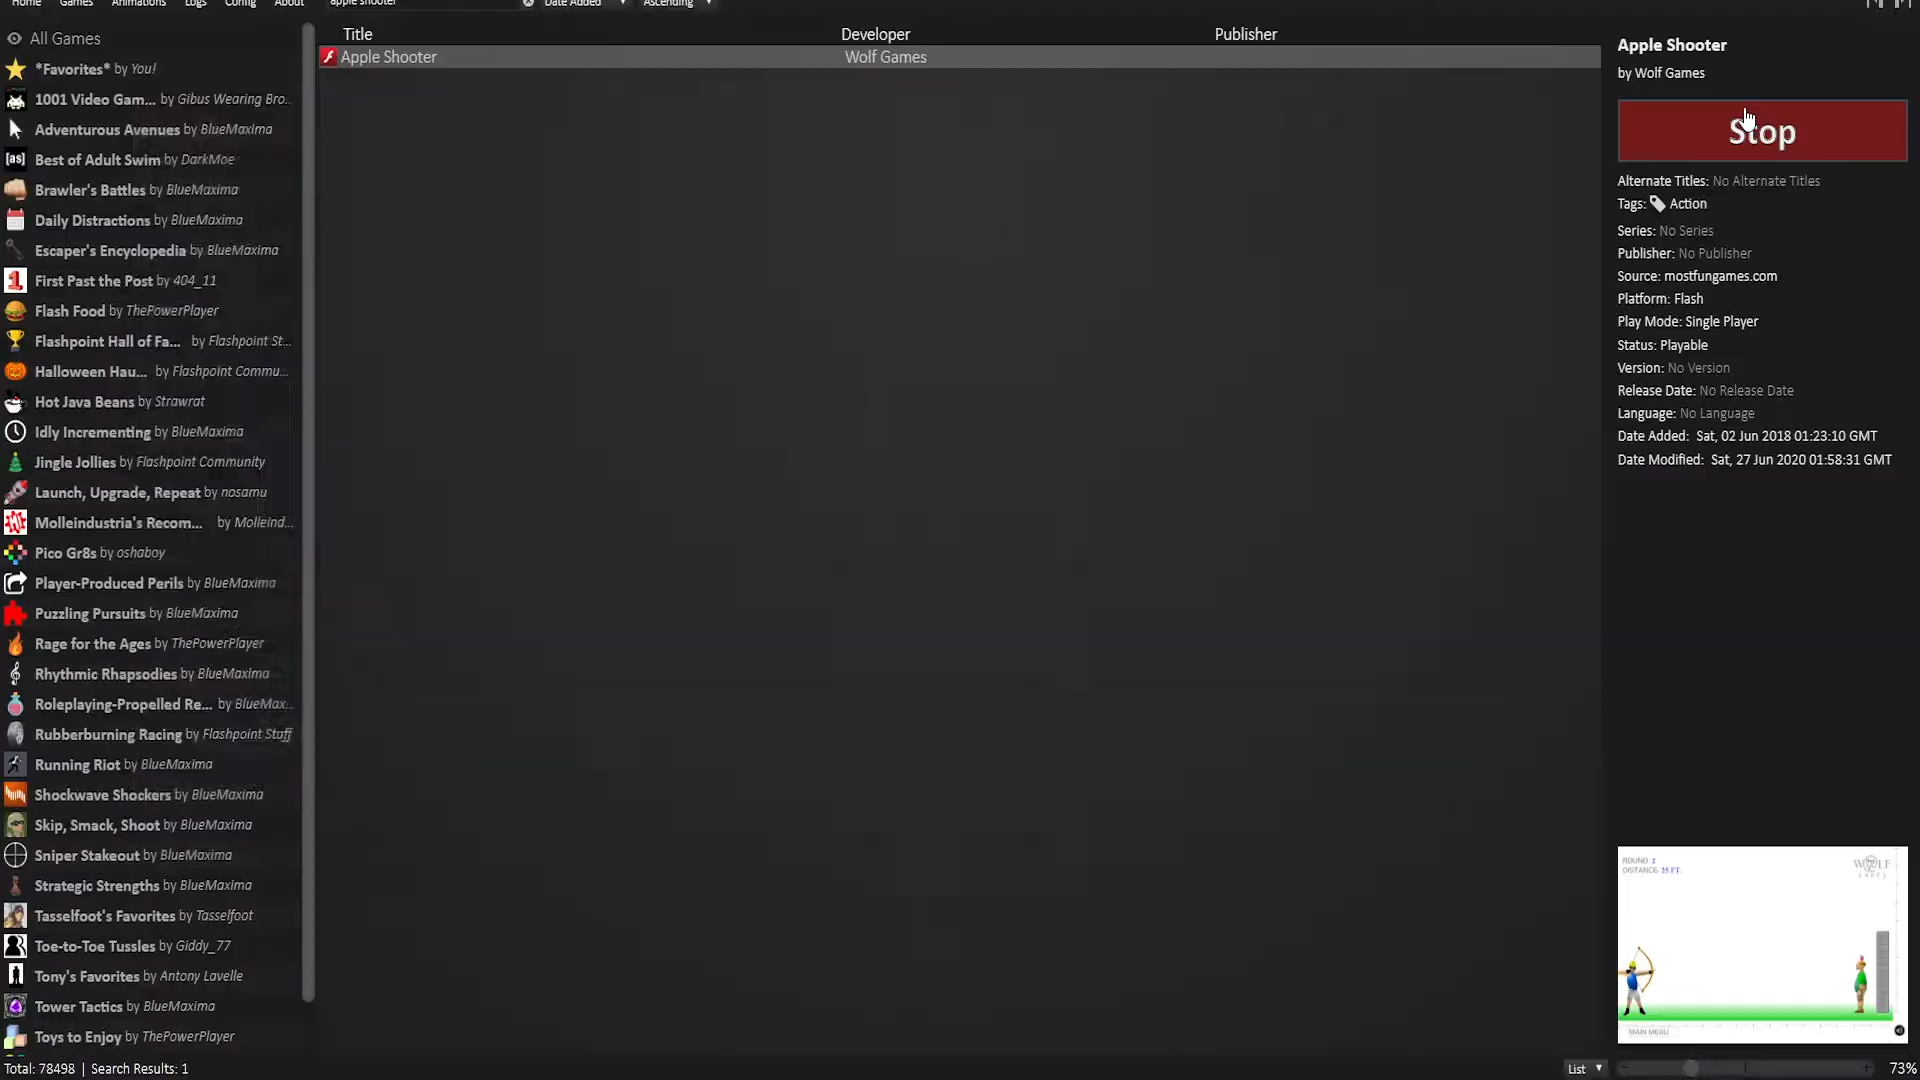 Home Games Animations Logs Config About apple shooter Date Added Ascending
All Games
*Favorites* by You!
1001 Video Gam... by Gibus Wearing Bro...
Adventurous Avenues by BlueMaxima
[as] Best of Adult Swim by DarkMoe
Brawler's Battles by BlueMaxima
Daily Distractions by BlueMaxima
Escaper's Encyclopedia by BlueMaxima
1 First Past the Post by 404_11
Flash Food by ThePowerPlayer
Flashpoint Hall of Fa... by Flashpoint St...
Halloween Hau... by Flashpoint Commu...
Hot Java Beans by Strawrat
Idly Incrementing by BlueMaxima
Jingle Jollies by Flashpoint Community
Launch, Upgrade, Repeat by nosamu
Molleindustria's Recom... by Molleind...
Pico Gr8s by oshaboy
Player-Produced Perils by BlueMaxima
Puzzling Pursuits by BlueMaxima
Rage for the Ages by ThePowerPlayer
Rhythmic Rhapsodies by BlueMaxima
Roleplaying-Propelled Re... by BlueMax...
Rubberburning Racing by Flashpoint Staff
Running Riot by BlueMaxima
Shockwave Shockers by BlueMaxima
Skip, Smack, Shoot by BlueMaxima
Sniper Stakeout by BlueMaxima
Strategic Strengths by BlueMaxima
Tasselfoot's Favorites by Tasselfoot
Toe-to-Toe Tussles by Giddy_77
Tony's Favorites by Antony Lavelle
Tower Tactics by BlueMaxima
Toys to Enjoy by ThePowerPlayer
Total: 78498 | Search Results: 1
Title Developer Publisher
Apple Shooter Wolf Games
Apple Shooter
by Wolf Games
Stop
Alternate Titles: No Alternate Titles
Tags: Action
Series: No Series
Publisher: No Publisher
Source: mostfungames.com
Platform: Flash
Play Mode: Single Player
Status: Playable
Version: No Version
Release Date: No Release Date
Language: No Language
Date Added: Sat, 02 Jun 2018 01:23:10 GMT
Date Modified: Sat, 27 Jun 2020 01:58:31 GMT
ROUND: 2
DISTANCE: 25 FT.
WOLF
GAMES
MAIN MENU
List 73%